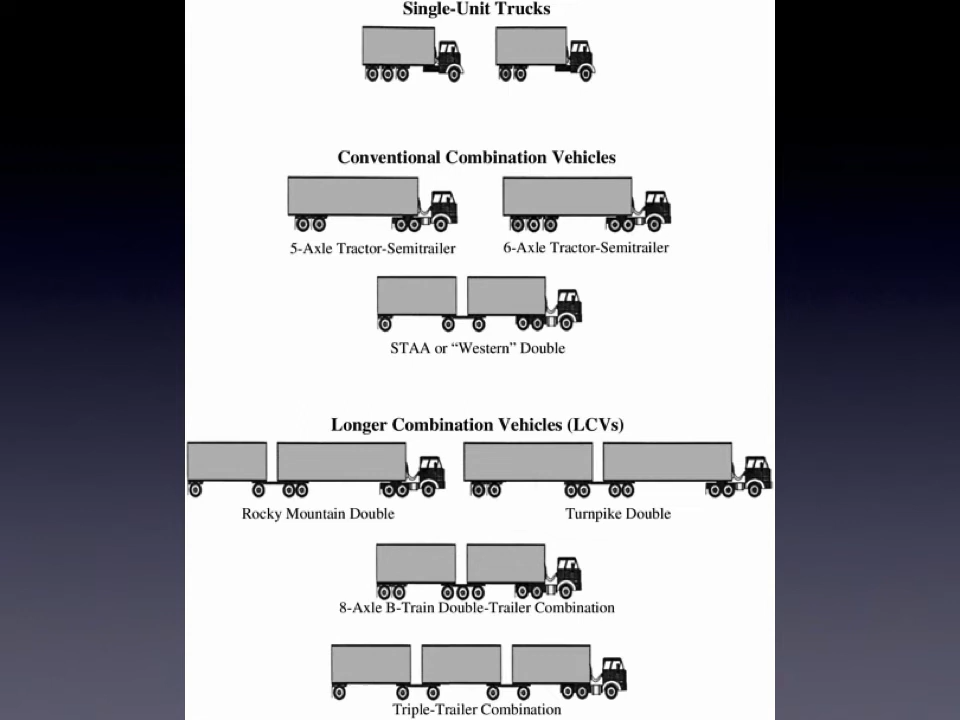 Single-Unit Trucks
Conventional Combination Vehicles
5-Axle Tractor-Semitrailer
6-Axle Tractor-Semitrailer
STAA or “Western” Double
Longer Combination Vehicles (LCVs)
Rocky Mountain Double
Turnpike Double
8-Axle B-Train Double-Trailer Combination
Triple-Trailer Combination